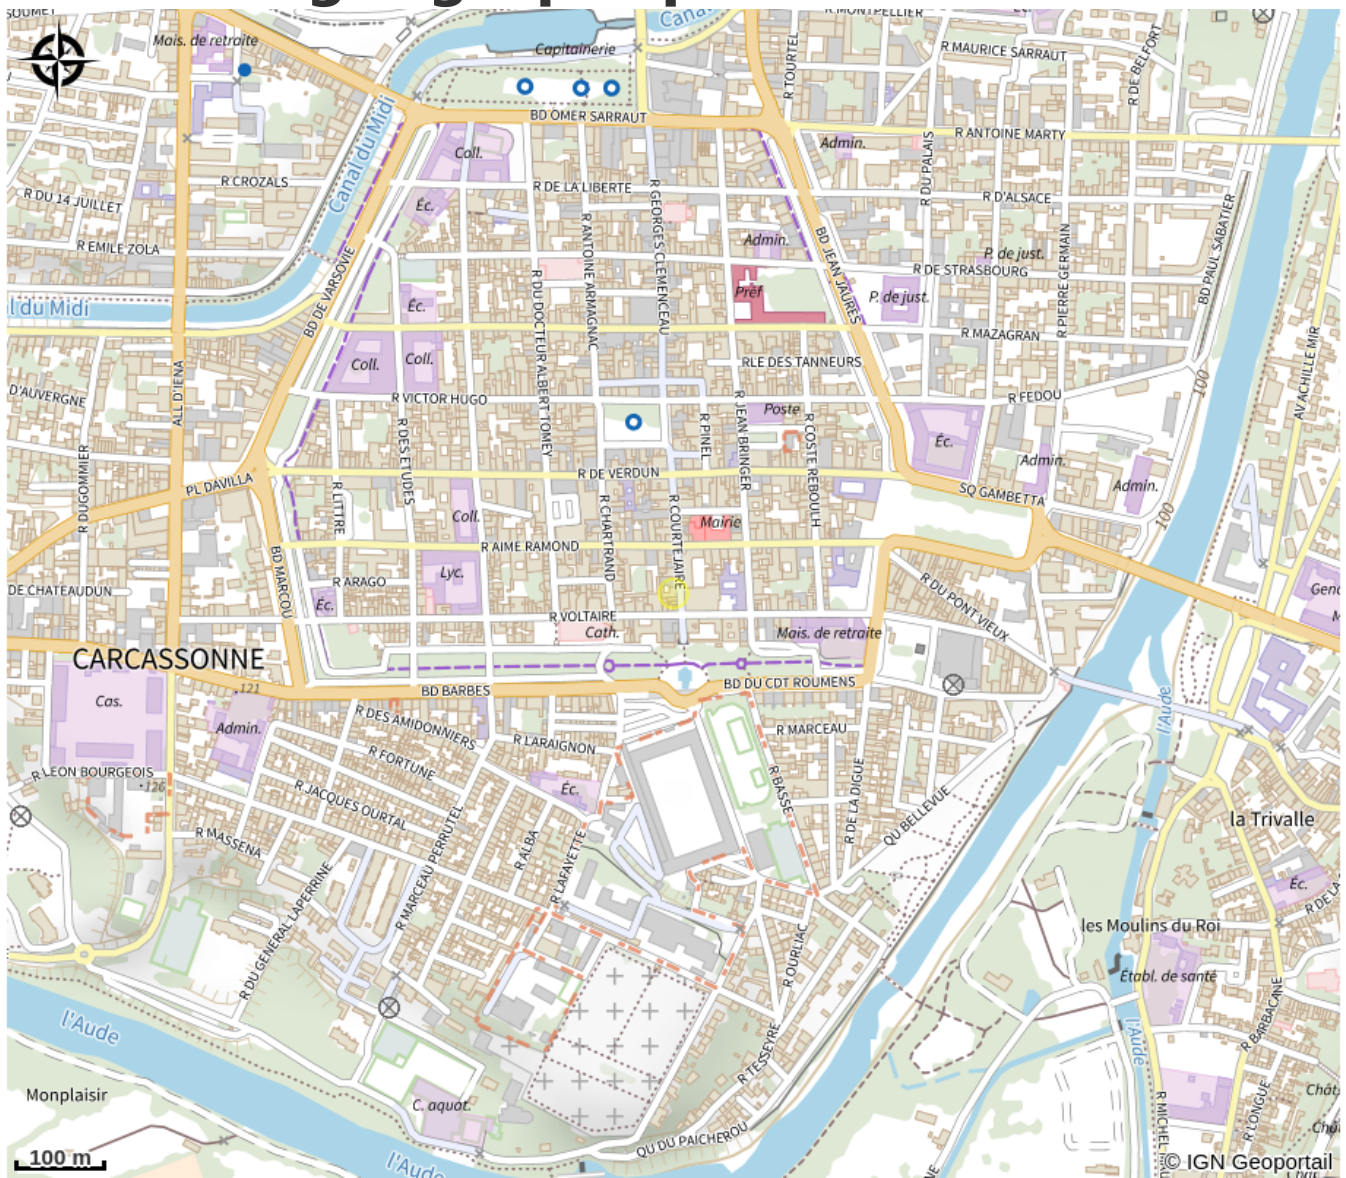 SOUMET
Mais. de retraite
Capitainerie
Canal
R MONTPELLIER
R MAURICE SARRAUT
R DE BELFORT
R TOURTEL
BD OMER SARRAUT
R ANTOINE MARTY
Canal du Midi
Coll.
Admin.
R DU PALAIS
R CROZALS
R DE LA LIBERTE
R D'ALSACE
R DU 14 JUILLET
Éc.
R GEORGES CLEMENCEAU
R ANTOINE ARMAGNAC
Admin.
BD JEAN JAURES
P. de just.
R PIERRE GERMAIN
BD PAUL SABATIER
R EMILE ZOLA
BD DE VARSOVIE
R DU DOCTEUR ALBERT TOMEY
R DE STRASBOURG
Préf
P. de just.
l du Midi
Éc.
R MAZAGRAN
AV ACHILLE MIR
Coll.
Coll.
RLE DES TANNEURS
ALL D'IENA
D'AUVERGNE
R VICTOR HUGO
R FEDOU
100
R DES ETUDES
R PINEL
R JEAN BRINGER
Poste
R COSTE REBOULH
Éc.
Admin.
R DUGOMMIER
PL DAVILLA
R DE VERDUN
SQ GAMBETTA
Admin.
100
R LITTRE
Coll.
R CHARTRAND
R COURTEJAIRE
Mairie
R AIME RAMOND
BD MARCOU
DE CHATEAUDUN
R ARAGO
Lyc.
R DU PONT VIEUX
Éc.
R VOLTAIRE
Cath.
Mais. de retraite
CARCASSONNE
121
BD BARBES
BD DU CDT ROUMENS
l'Aude
Cas.
Admin.
R DES AMIDONNIERS
R LARAIGNON
R MARCEAU
R FORTUNE
R LEON BOURGEOIS
126
R JACQUES OURTAL
Éc.
R BASSE
R DE LA DIGUE
QU BELLEVUE
la Trivalle
R MASSENA
R MARCEAU PERRUTEL
R ALBA
R LAFAYETTE
Éc.
R DU GENERAL LAPERRINE
R OURLIAC
les Moulins du Roi
Établ. de santé
R BARBACANE
l'Aude
l'Aude
R TESSEYRE
Monplaisir
C. aquat.
R LONGUE
Chât.
QU DU PAICHEROU
l'Aude
100 m
© IGN Geoportail